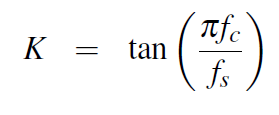 K = tan(πf_c/f_s)